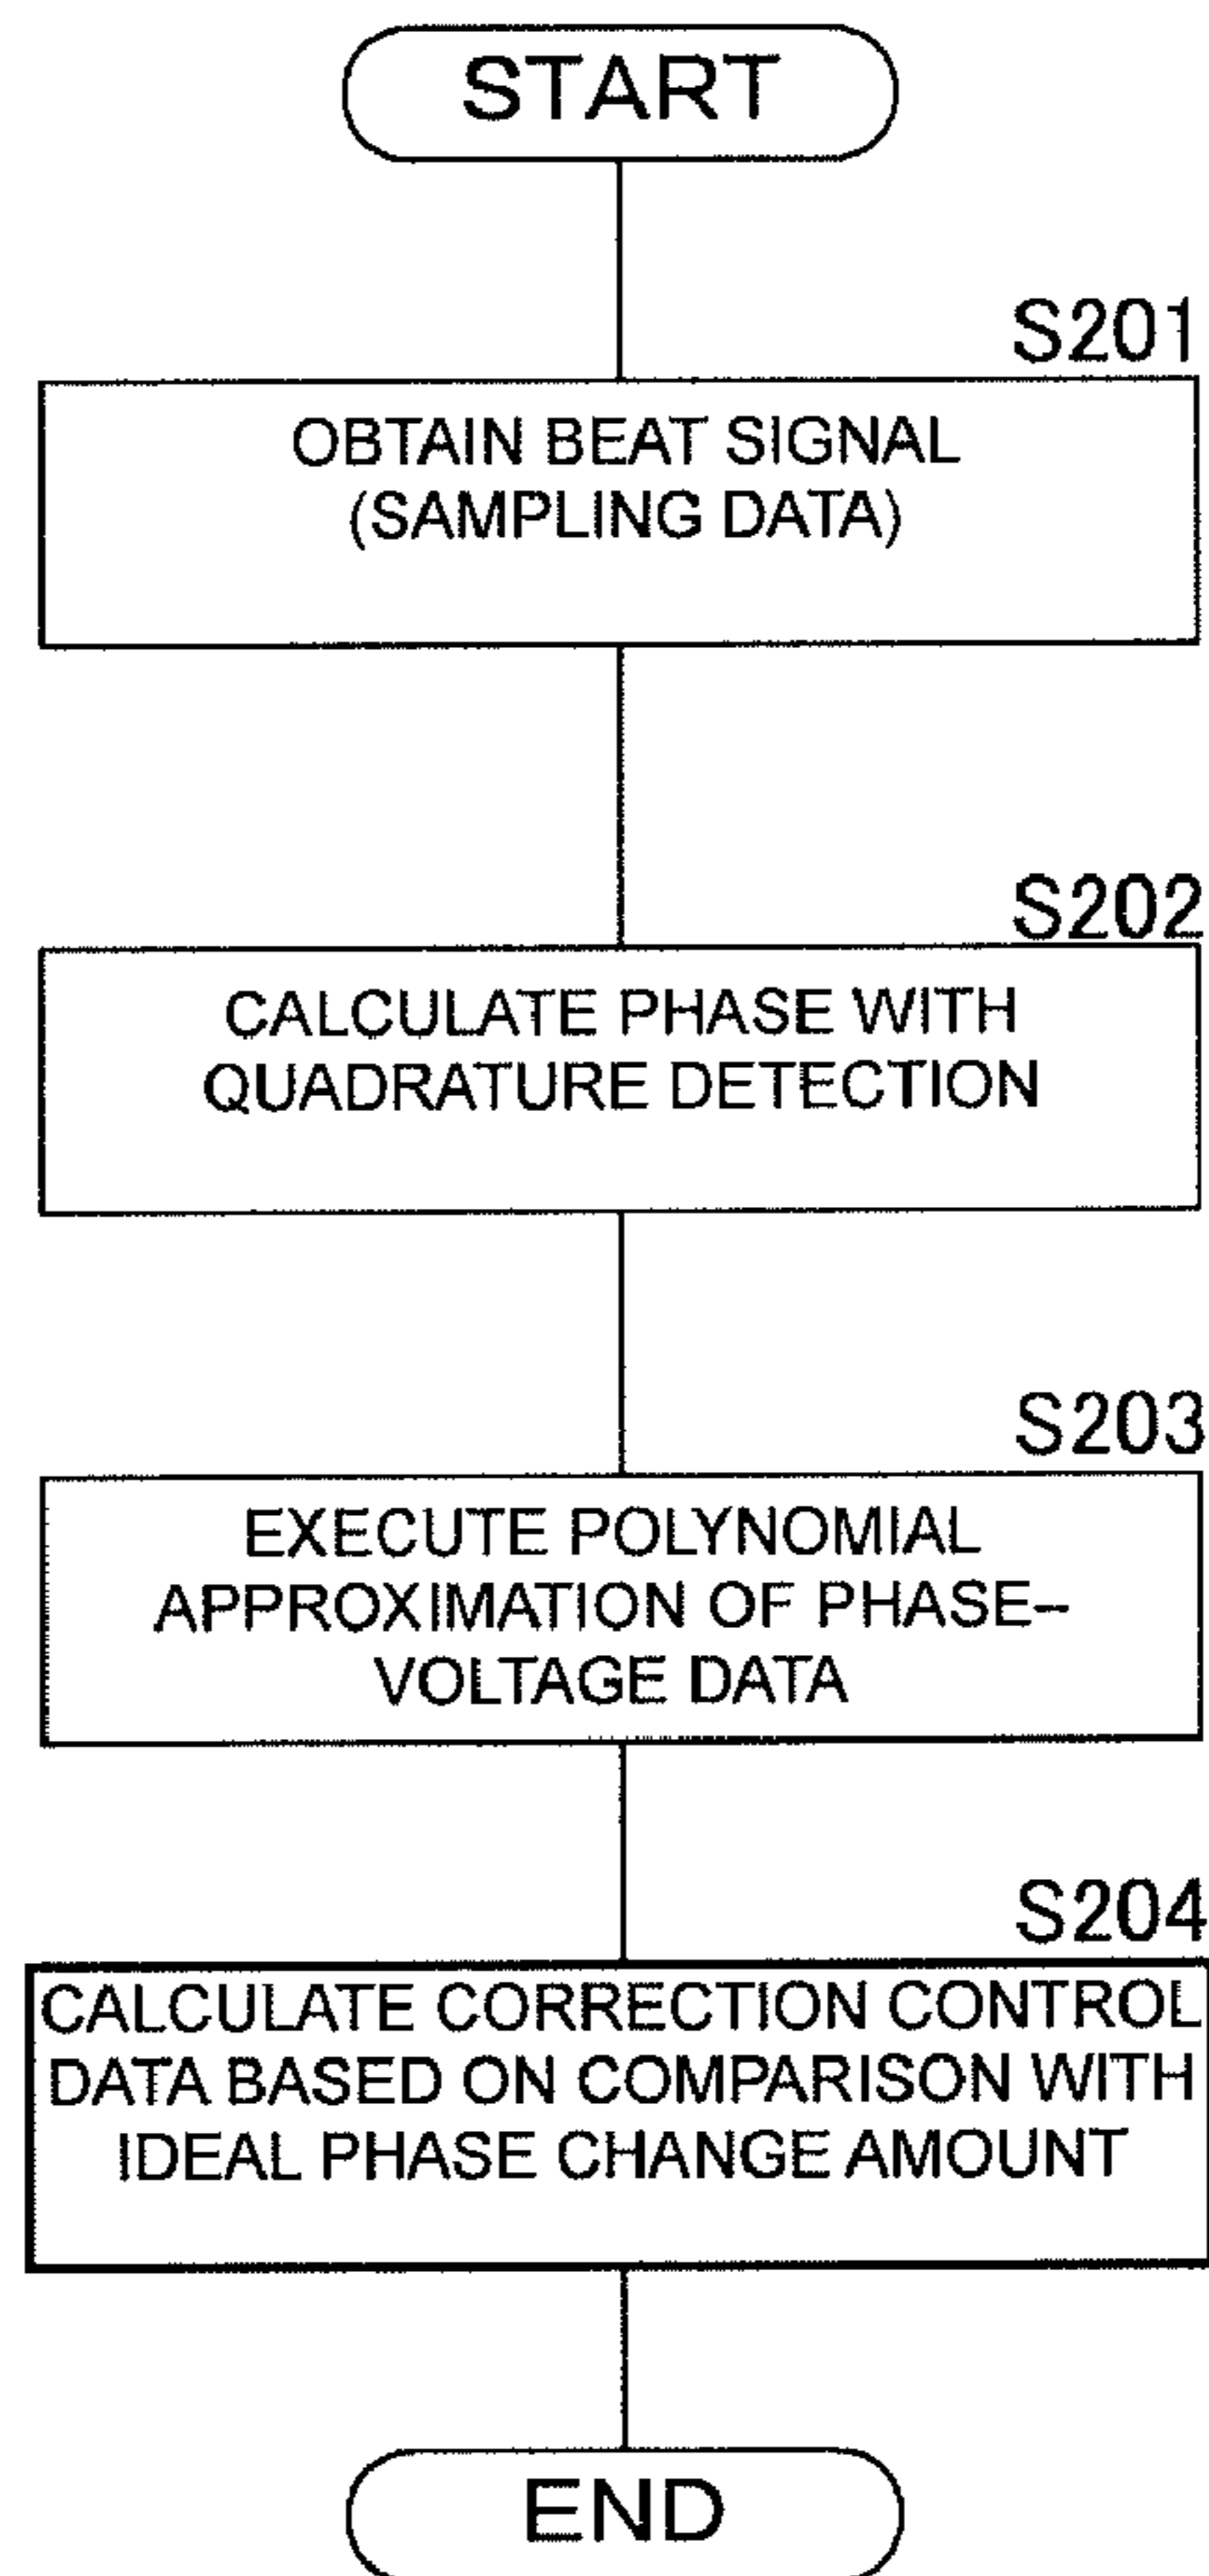 START
S201
OBTAIN BEAT SIGNAL
(SAMPLING DATA)
S202
CALCULATE PHASE WITH
QUADRATURE DETECTION
S203
EXECUTE POLYNOMIAL
APPROXIMATION OF PHASE–
VOLTAGE DATA
S204
CALCULATE CORRECTION CONTROL
DATA BASED ON COMPARISON WITH
IDEAL PHASE CHANGE AMOUNT
END